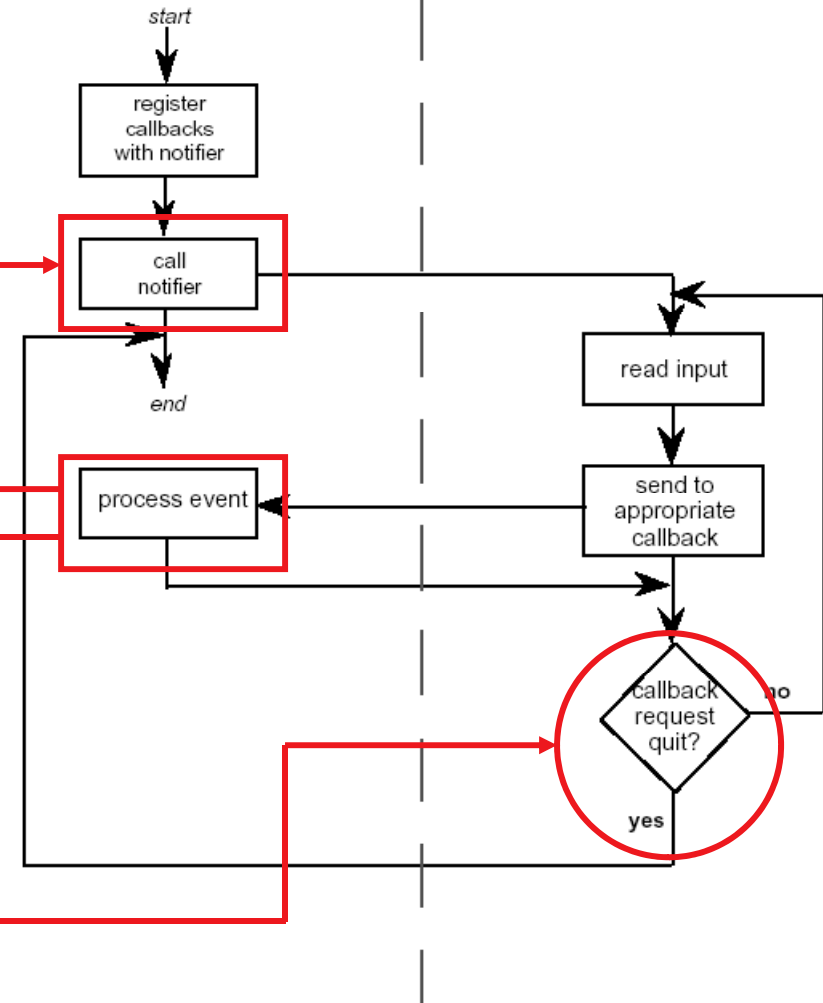 start
register
callbacks
with notifier
call
notifier
end
read input
process event
send to
appropriate
callback
callback
request
quit?
no
yes